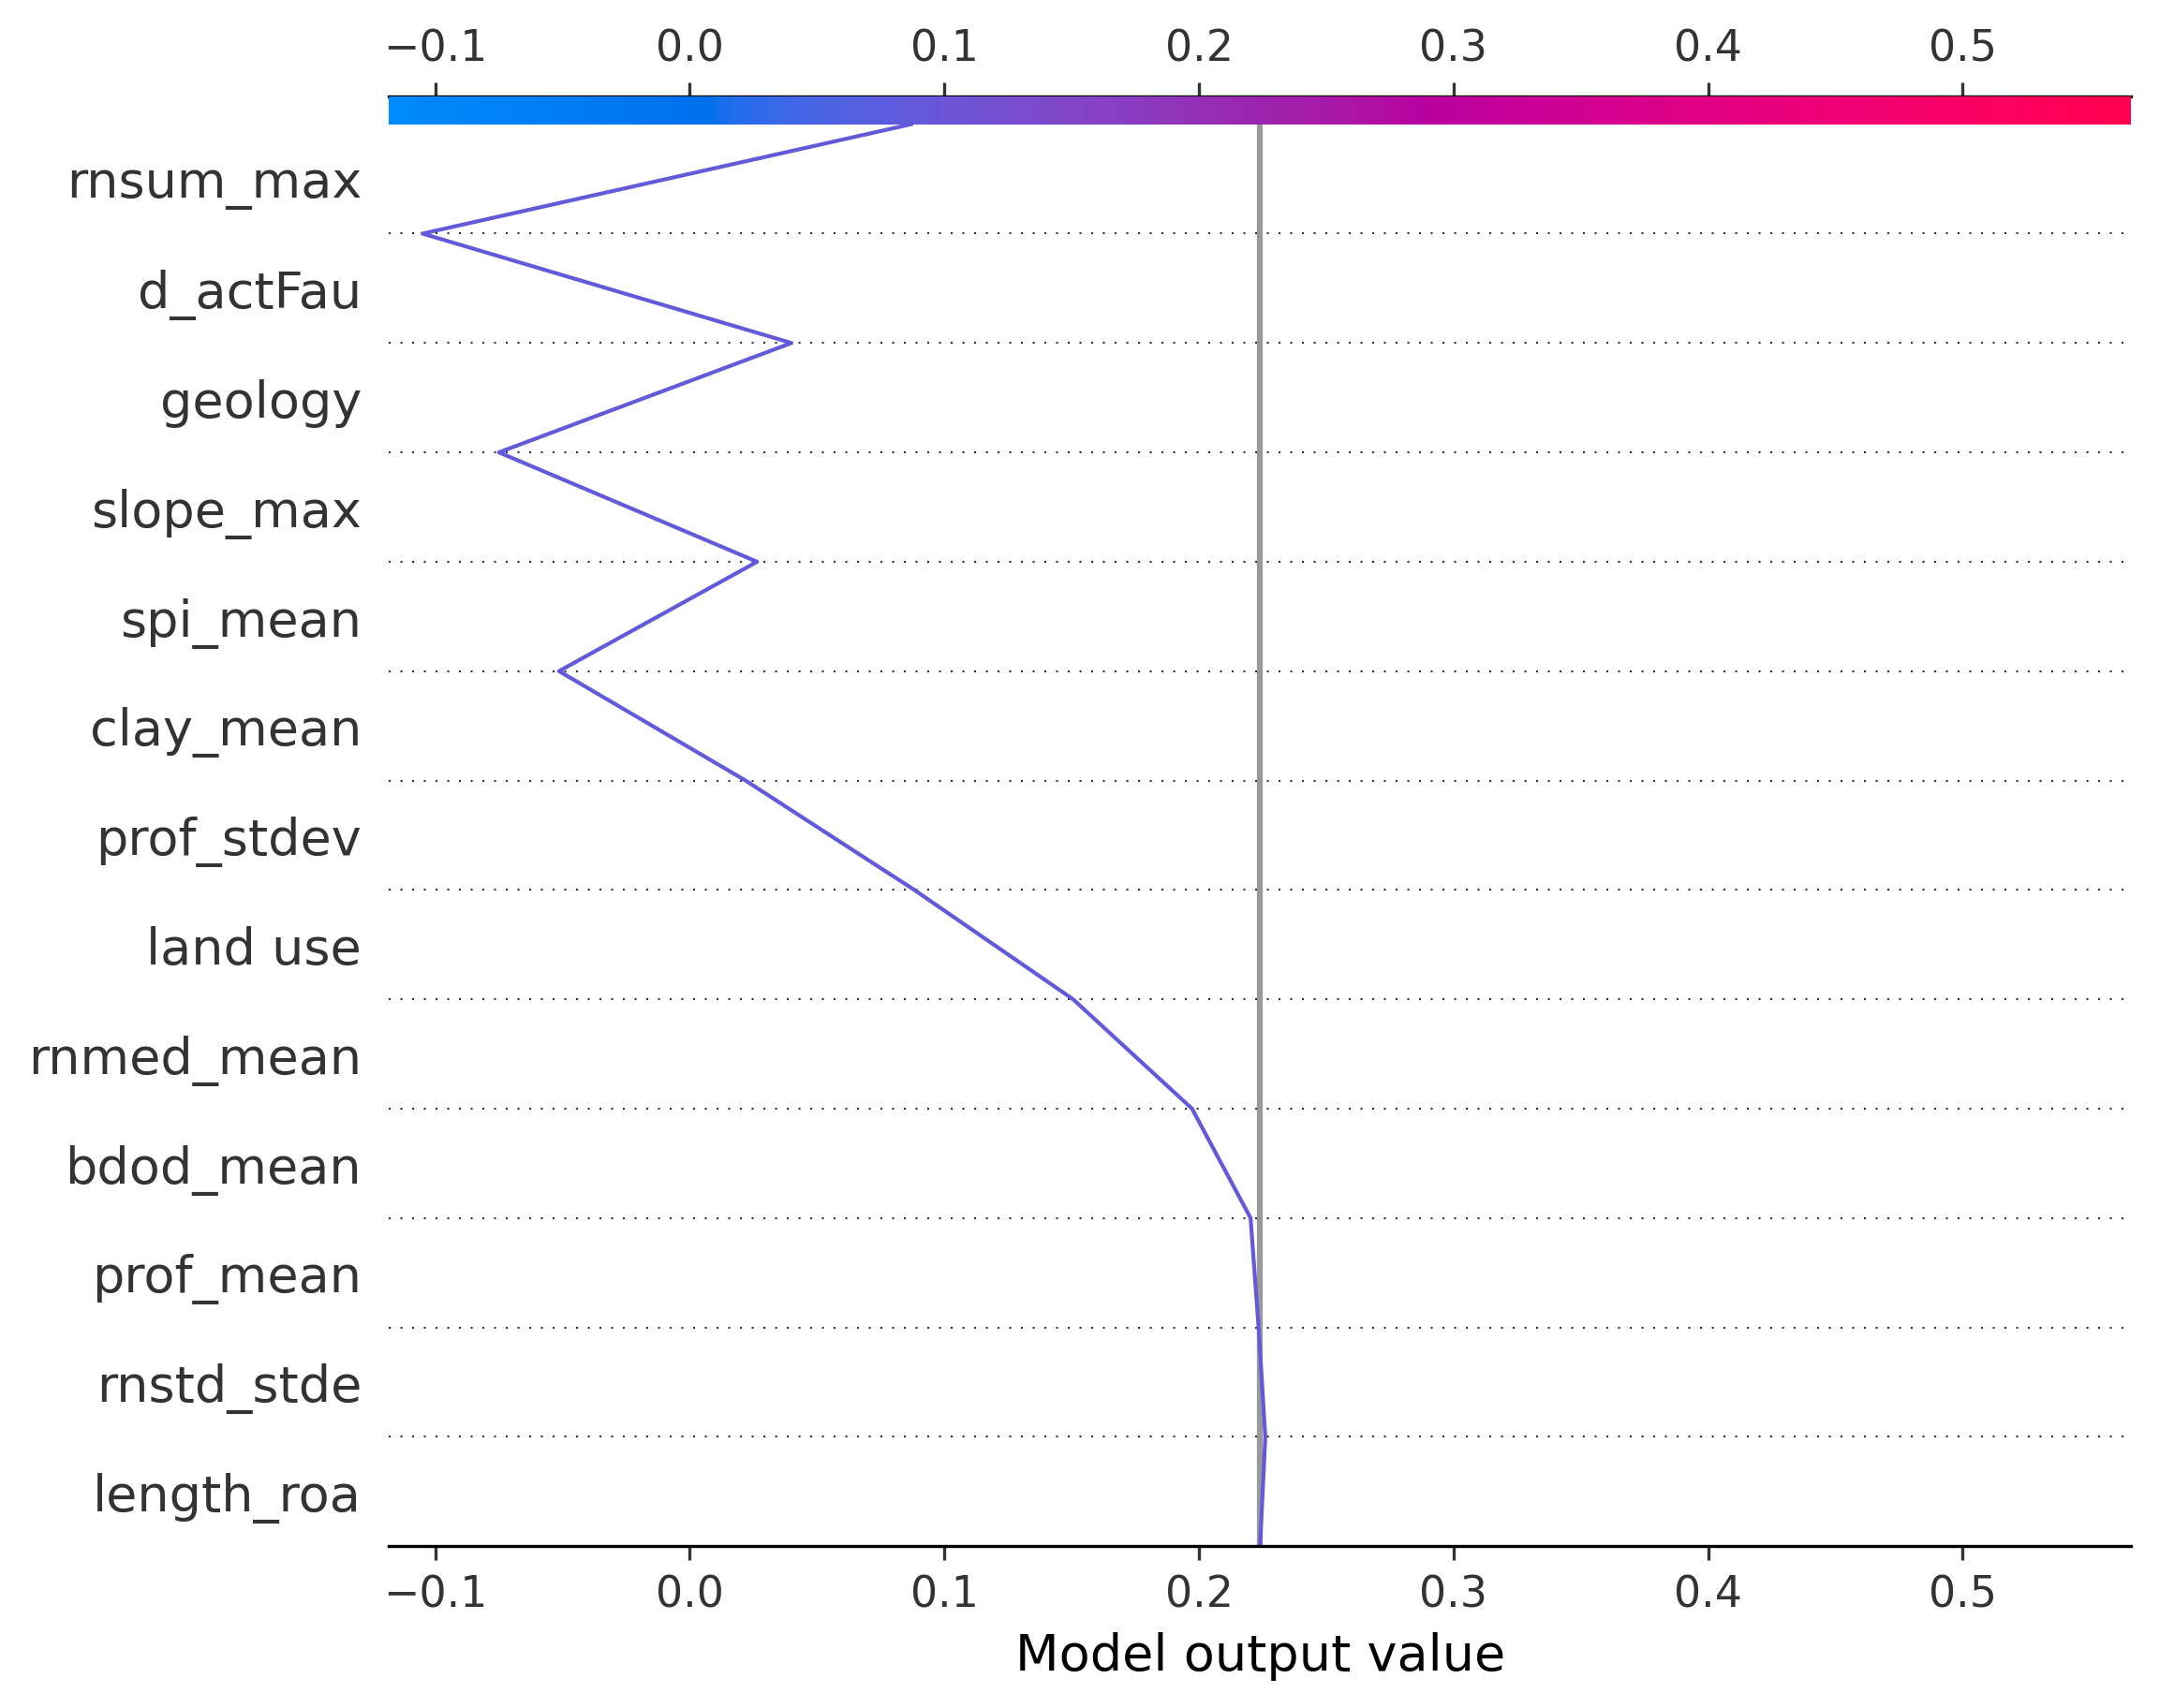 −0.1 0.0 0.1 0.2 0.3 0.4 0.5
rnsum_max
d_actFau
geology
slope_max
spi_mean
clay_mean
prof_stdev
land use
rnmed_mean
bdod_mean
prof_mean
rnstd_stde
length_roa
−0.1 0.0 0.1 0.2 0.3 0.4 0.5
Model output value